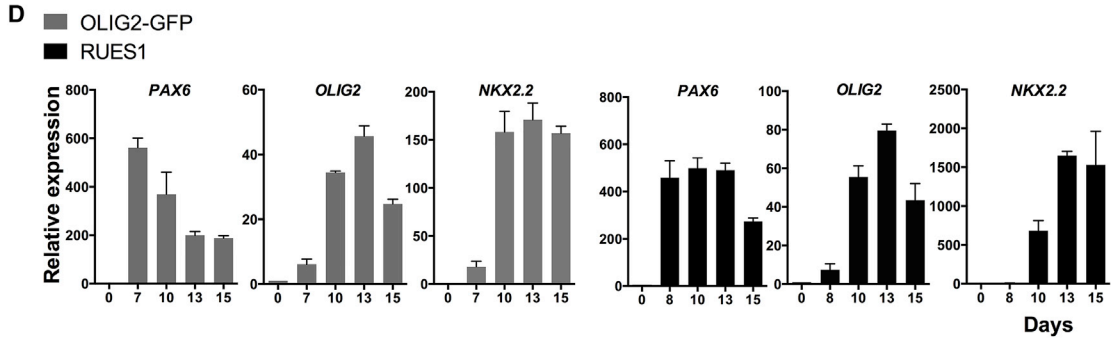 D
OLIG2-GFP
RUES1
PAX6 OLIG2 NKX2.2 PAX6 OLIG2 NKX2.2
Relative expression
800 600 400 200 0
60 40 20 0
200 150 100 50 0
800 600 400 200 0
100 80 60 40 20 0
2500 2000 1500 1000 500 0
0 7 10 13 15 0 7 10 13 15 0 7 10 13 15 0 8 10 13 15 0 8 10 13 15 0 8 10 13 15
Days